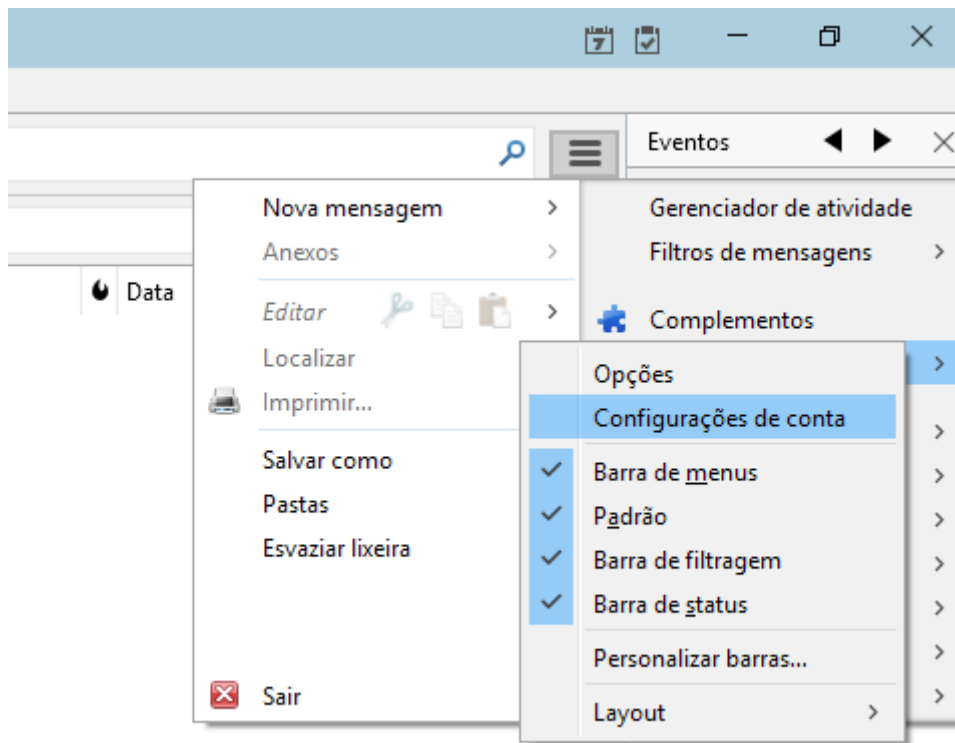 7
Eventos
Nova mensagem
Anexos
Editar
Localizar
Imprimir...
Salvar como
Pastas
Esvaziar lixeira
Sair
Gerenciador de atividade
Filtros de mensagens
Complementos
Opções
Configurações de conta
Barra de menus
Padrão
Barra de filtragem
Barra de status
Personalizar barras...
Layout
Data